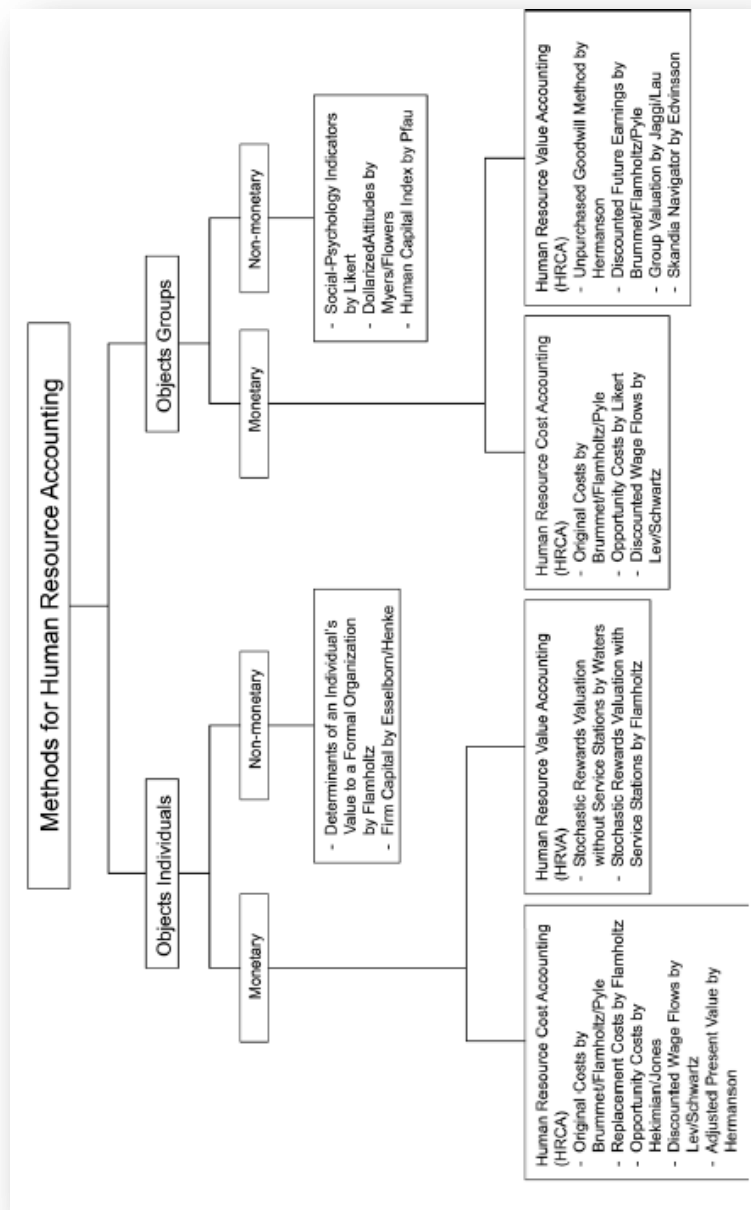 Methods for Human Resource Accounting
Objects Individuals
Objects Groups
Monetary
Non-monetary
Monetary
Non-monetary
- Determinants of an Individual's
Value to a Formal Organization
by Flamholtz
- Firm Capital by Esselborn/Henke
- Social-Psychology Indicators
by Likert
- DollarizedAttitudes by
Myers/Flowers
- Human Capital Index by Pfau
Human Resource Cost Accounting
(HRCA)
- Original Costs by
Brummet/Flamholtz/Pyle
- Replacement Costs by Flamholtz
- Opportunity Costs by
Hekimian/Jones
- Discounted Wage Flows by
Lev/Schwartz
- Adjusted Present Value by
Hermanson
Human Resource Value Accounting
(HRVA)
- Stochastic Rewards Valuation
without Service Stations by Waters
- Stochastic Rewards Valuation with
Service Stations by Flamholtz
Human Resource Cost Accounting
(HRCA)
- Original Costs by
Brummet/Flamholtz/Pyle
- Opportunity Costs by Likert
- Discounted Wage Flows by
Lev/Schwartz
Human Resource Value Accounting
(HRCA)
- Unpurchased Goodwill Method by
Hermanson
- Discounted Future Earnings by
Brummet/Flamholtz/Pyle
- Group Valuation by Jaggi/Lau
- Skandia Navigator by Edvinsson